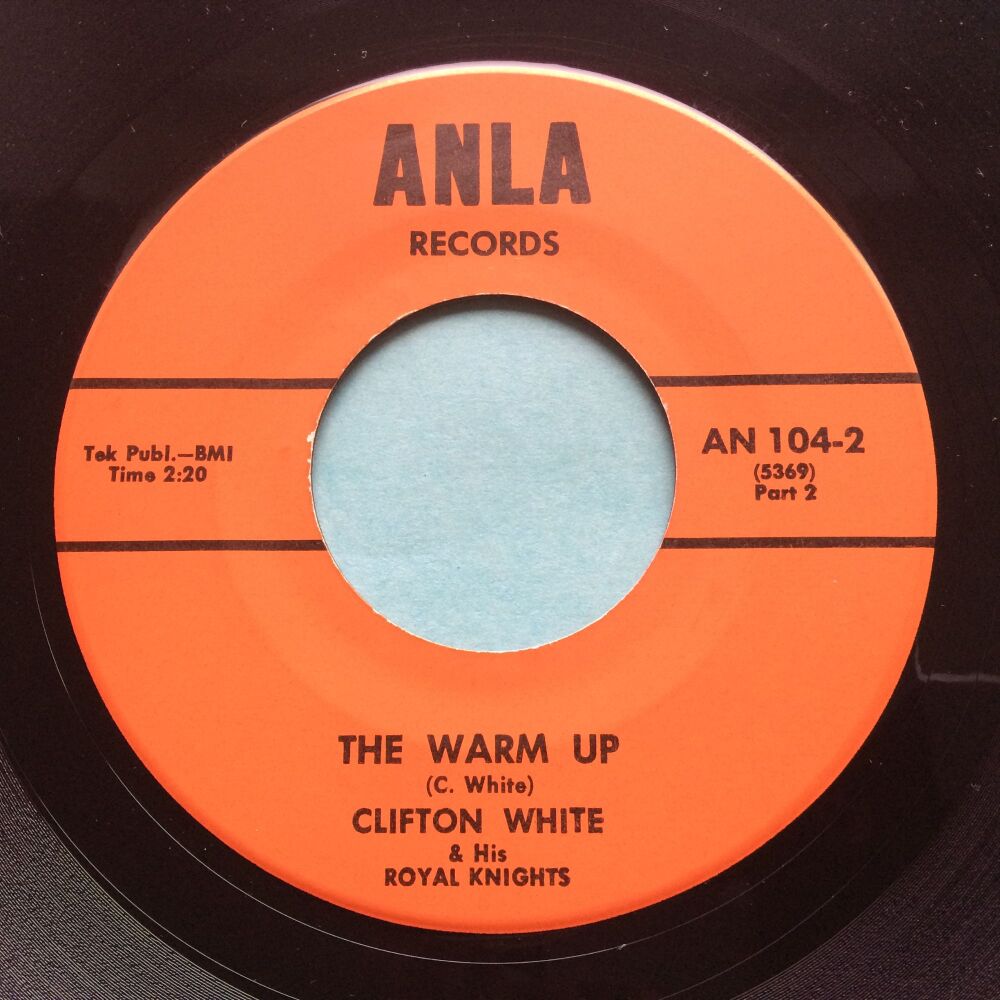 ANLA
RECORDS
Tek Publ.—BMI
Time 2:20
AN 104-2
(5369)
Part 2
THE WARM UP
(C. White)
CLIFTON WHITE
& His
ROYAL KNIGHTS